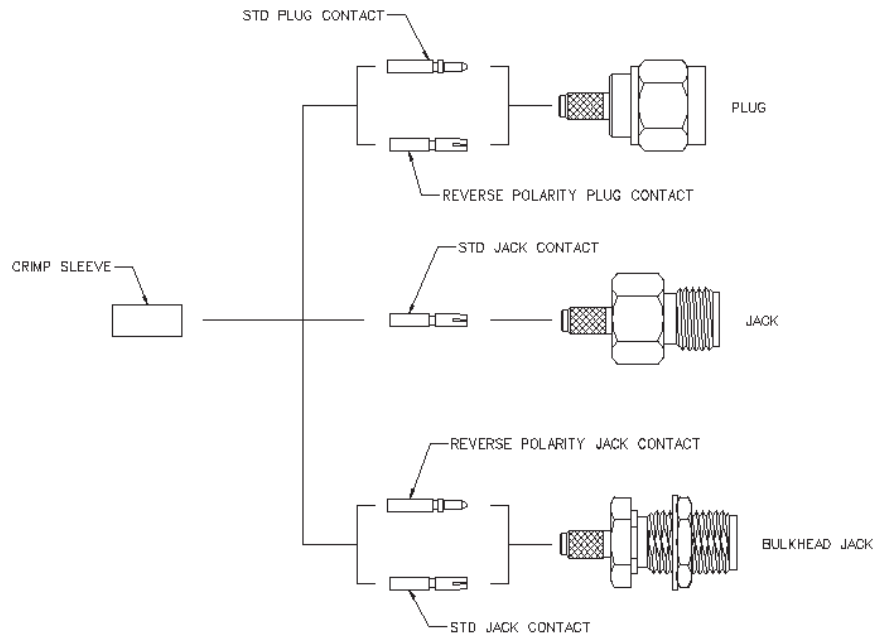 STD PLUG CONTACT
PLUG
REVERSE POLARITY PLUG CONTACT
STD JACK CONTACT
CRIMP SLEEVE
JACK
REVERSE POLARITY JACK CONTACT
BULKHEAD JACK
STD JACK CONTACT